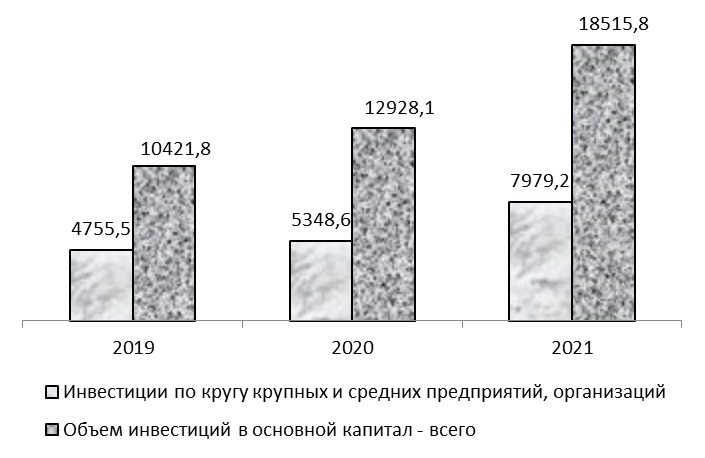 18515,8
12928,1
10421,8
7979,2
5348,6
4755,5
2019 2020 2021
Инвестиции по кругу крупных и средних предприятий, организаций
Объем инвестиций в основной капитал - всего